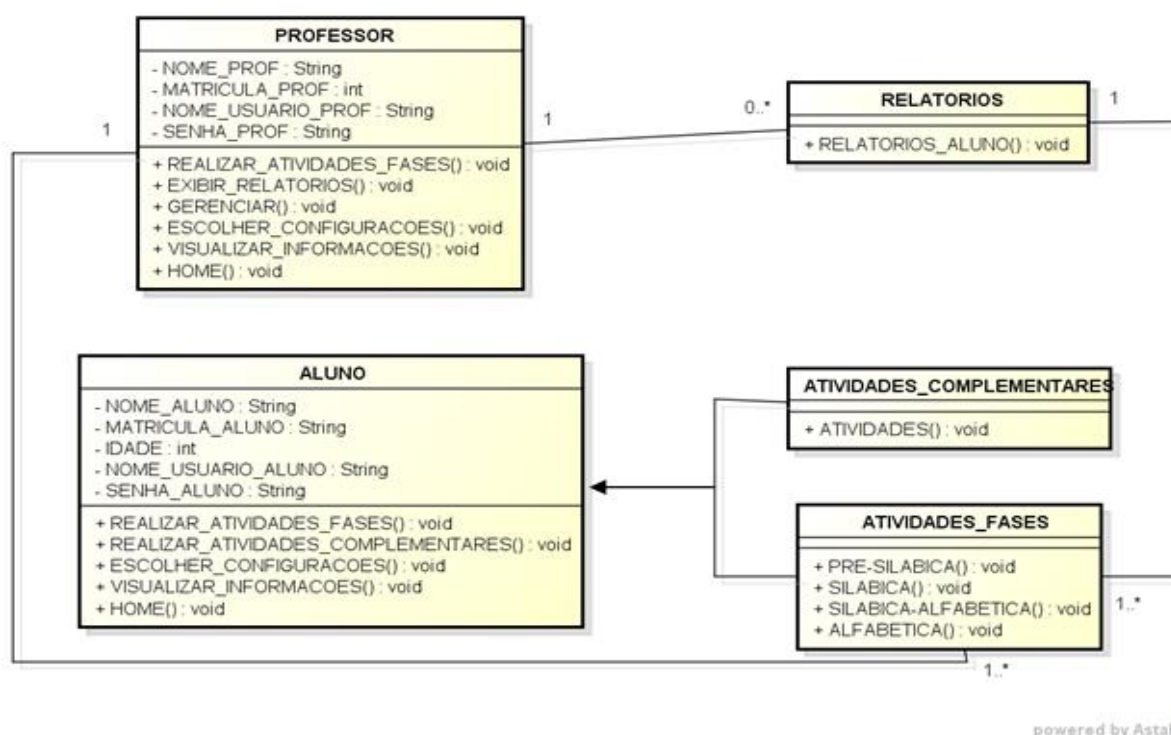 PROFESSOR
- NOME_PROF : String
- MATRICULA_PROF : int
- NOME_USUARIO_PROF : String
- SENHA_PROF : String
+ REALIZAR_ATIVIDADES_FASES() : void
+ EXIBIR_RELATORIOS() : void
+ GERENCIAR() : void
+ ESCOLHER_CONFIGURACOES() : void
+ VISUALIZAR_INFORMACOES() : void
+ HOME() : void
1
1
0..*
RELATORIOS
+ RELATORIOS_ALUNO() : void
1
ALUNO
- NOME_ALUNO : String
- MATRICULA_ALUNO : String
- IDADE : int
- NOME_USUARIO_ALUNO : String
- SENHA_ALUNO : String
+ REALIZAR_ATIVIDADES_FASES() : void
+ REALIZAR_ATIVIDADES_COMPLEMENTARES() : void
+ ESCOLHER_CONFIGURACOES() : void
+ VISUALIZAR_INFORMACOES() : void
+ HOME() : void
ATIVIDADES_COMPLEMENTARES
+ ATIVIDADES() : void
ATIVIDADES_FASES
+ PRE-SILABICA() : void
+ SILABICA() : void
+ SILABICA-ALFABETICA() : void
+ ALFABETICA() : void
1..*
1..*
powered by